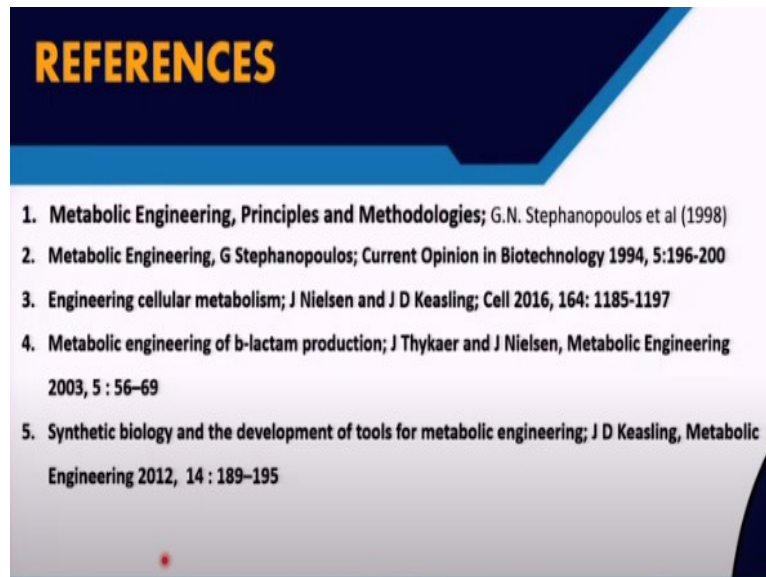 REFERENCES
1. Metabolic Engineering, Principles and Methodologies; G.N. Stephanopoulos et al (1998)
2. Metabolic Engineering, G Stephanopoulos; Current Opinion in Biotechnology 1994, 5:196-200
3. Engineering cellular metabolism; J Nielsen and J D Keasling; Cell 2016, 164: 1185-1197
4. Metabolic engineering of b-lactam production; J Thykaer and J Nielsen, Metabolic Engineering
2003, 5 : 56–69
5. Synthetic biology and the development of tools for metabolic engineering; J D Keasling, Metabolic
Engineering 2012, 14 : 189–195